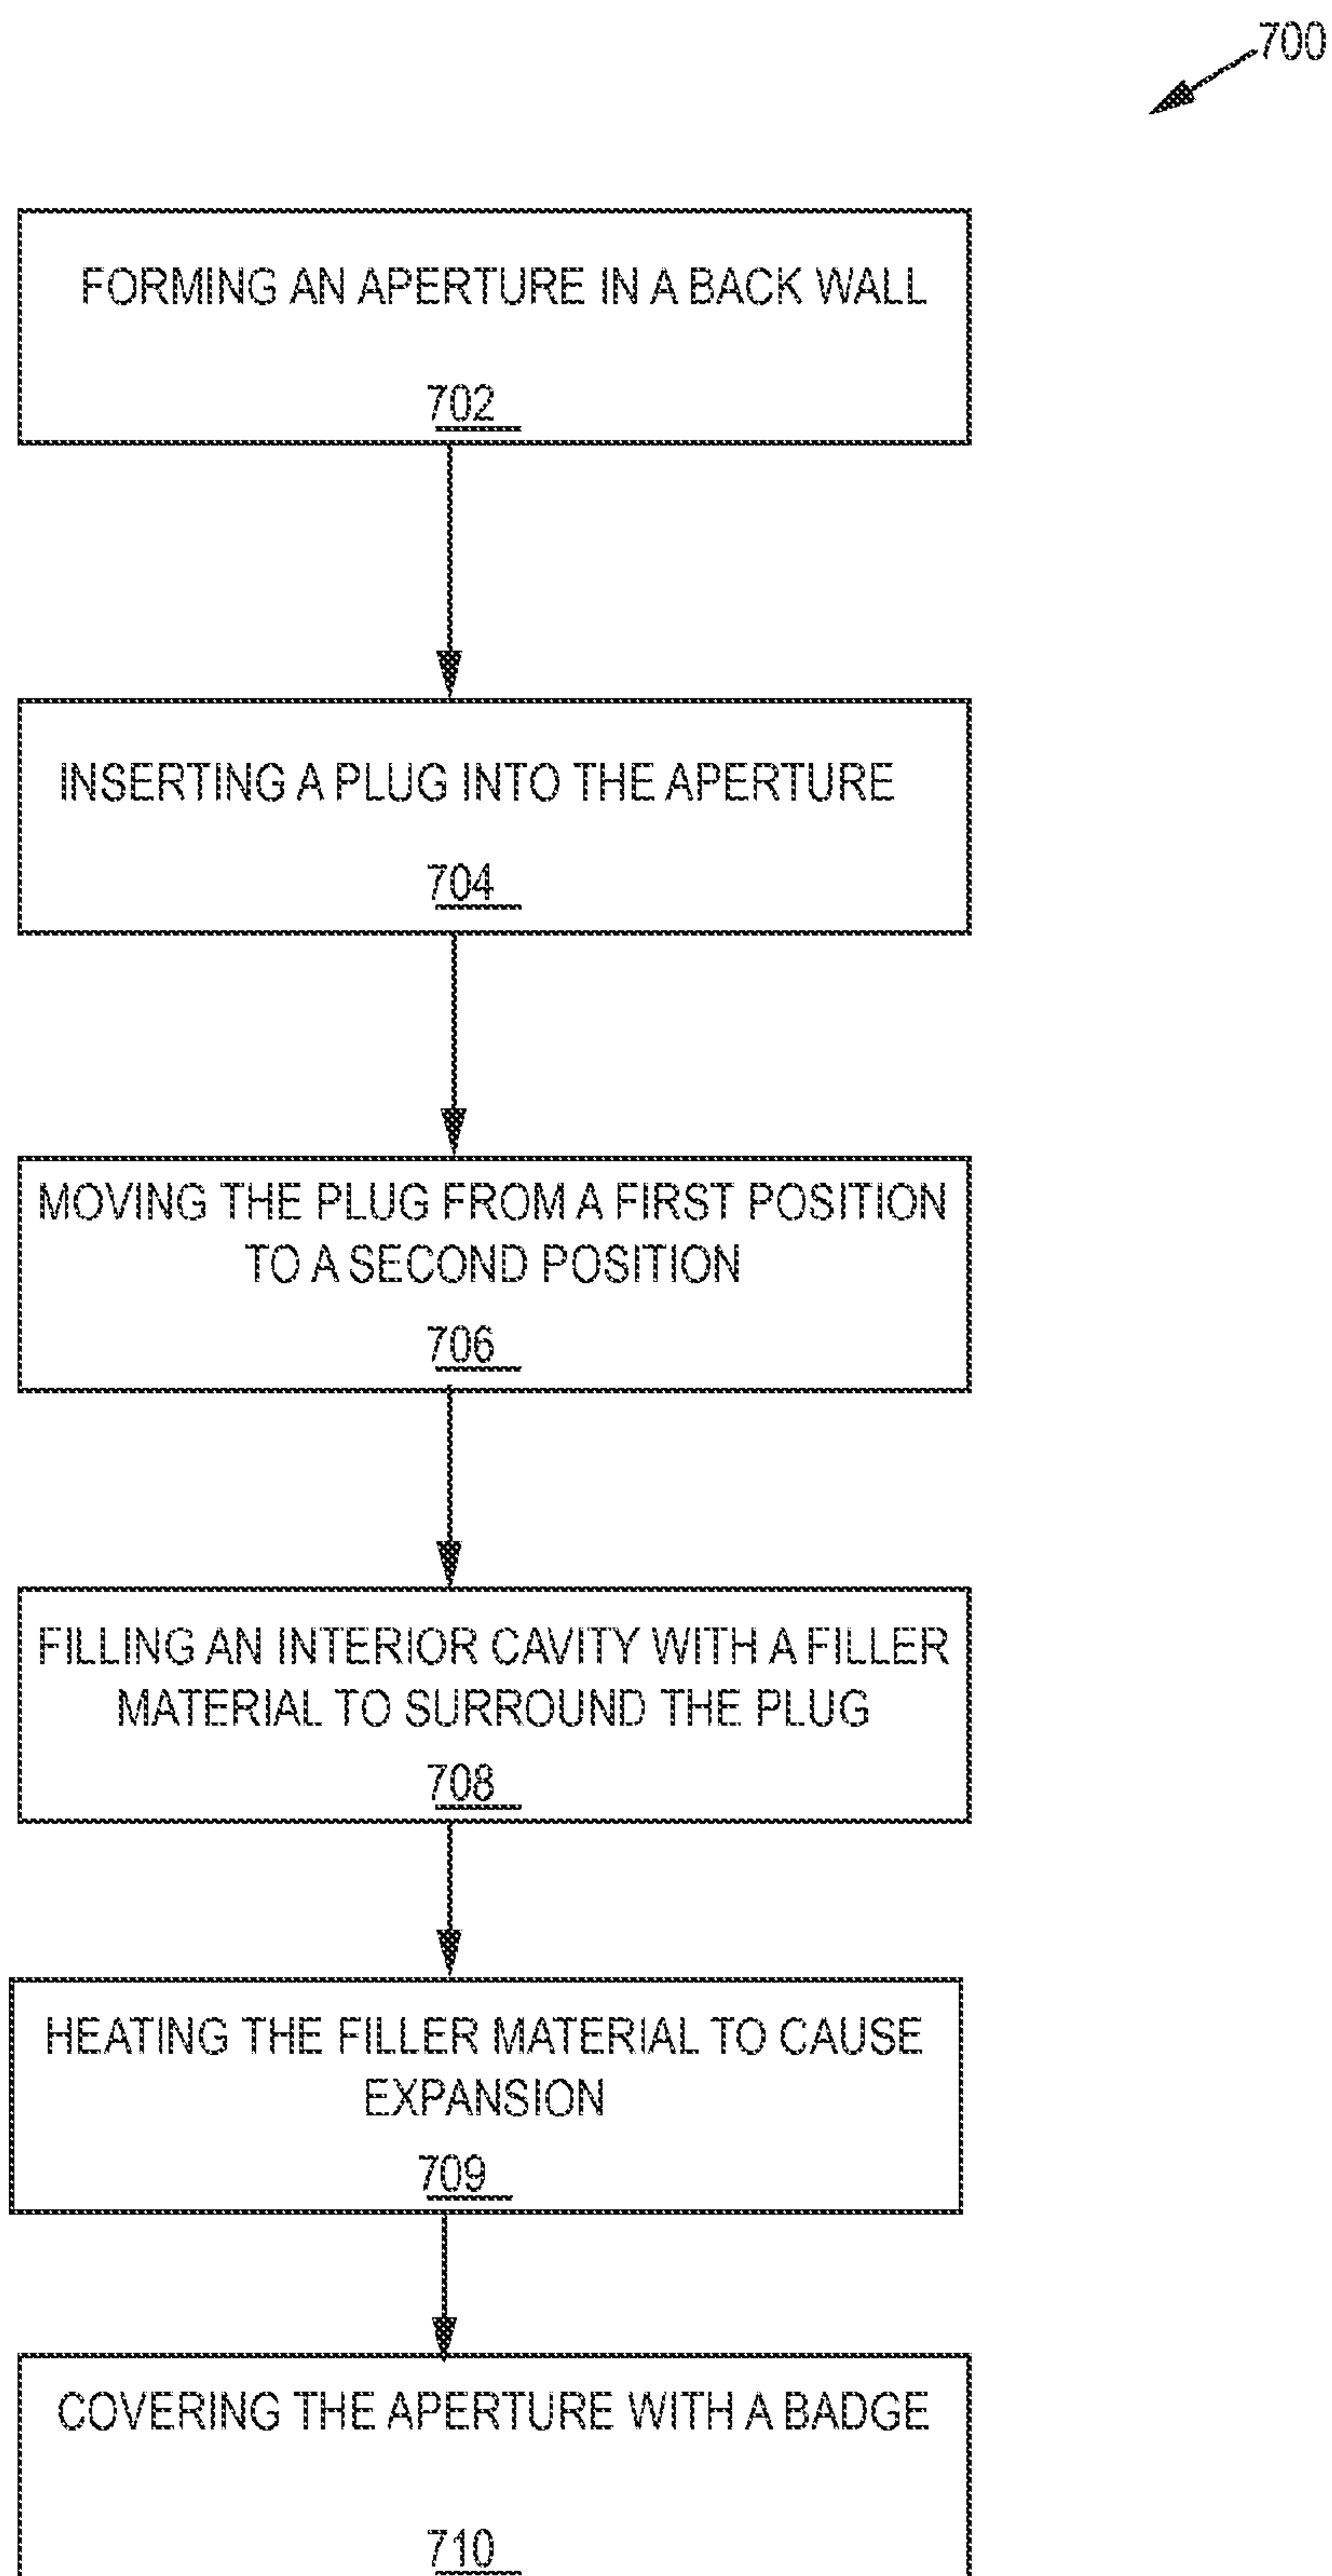 700
FORMING AN APERTURE IN A BACK WALL
702
INSERTING A PLUG INTO THE APERTURE
704
MOVING THE PLUG FROM A FIRST POSITION
TO A SECOND POSITION
706
FILLING AN INTERIOR CAVITY WITH A FILLER
MATERIAL TO SURROUND THE PLUG
708
HEATING THE FILLER MATERIAL TO CAUSE
EXPANSION
709
COVERING THE APERTURE WITH A BADGE
710